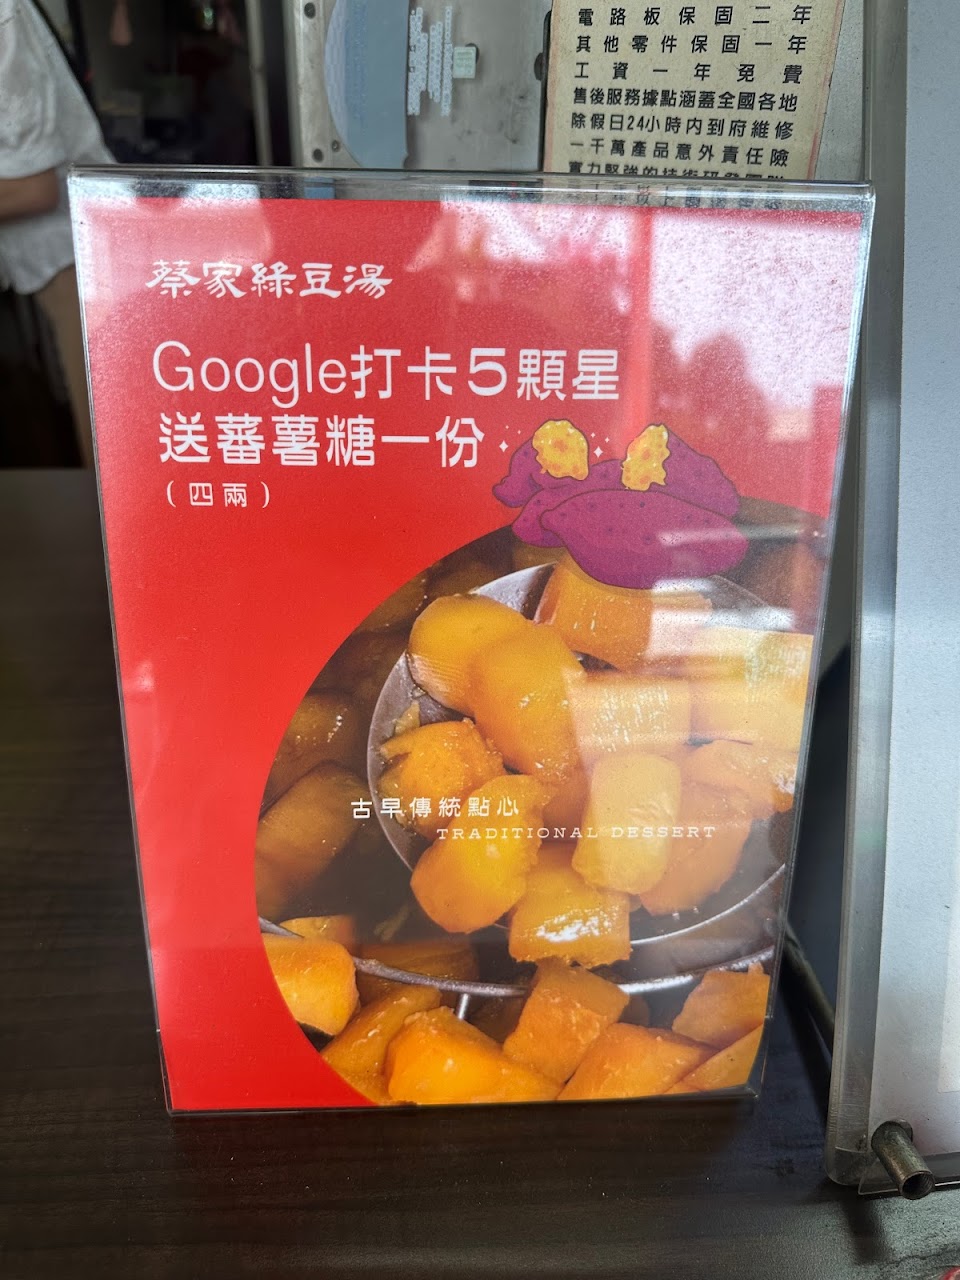 電路板保固二年
其他零件保固一年
工資一年免費
售後服務據點涵蓋全國各地
除假日24小時內到府維修
一千萬產品意外責任險
蔡家綠豆湯
Google打卡5顆星
送蕃薯糖一份
(四兩)
古早傳統點心
TRADITIONAL DESSERT